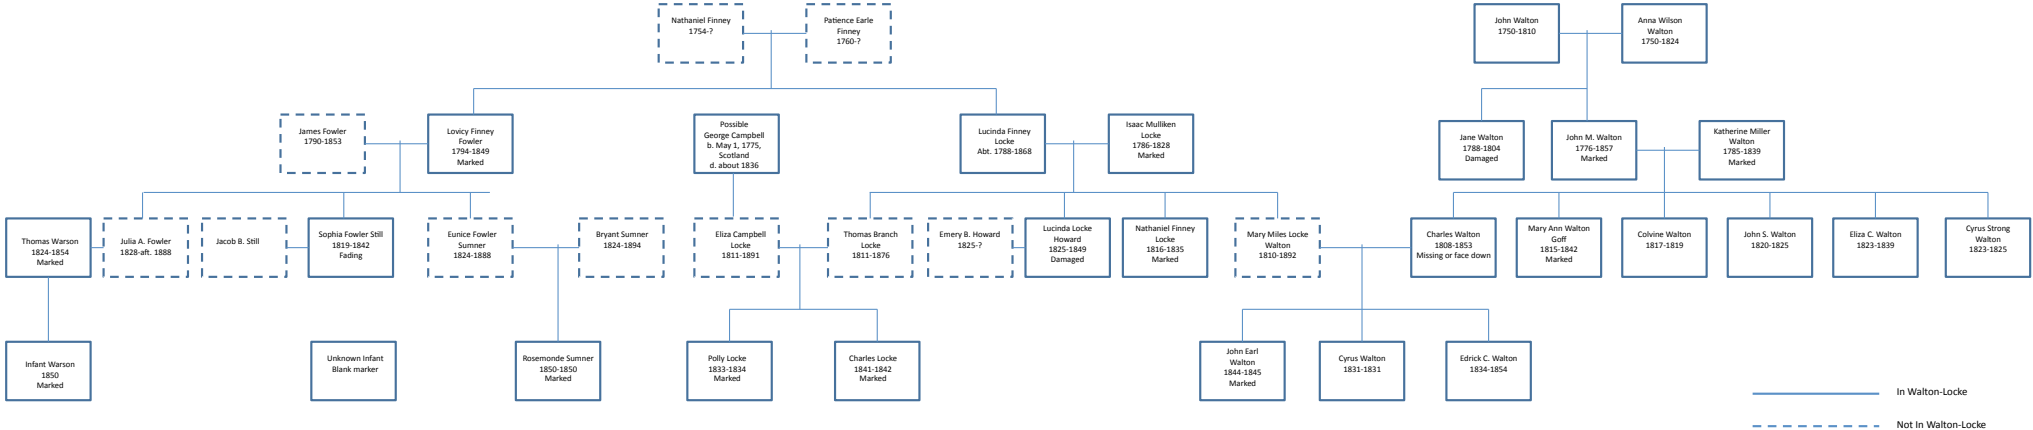 Nathaniel Finney
1754-?
Patience Earle
Finney
1760-?
John Walton
1750-1810
Anna Wilson
Walton
1750-1824
James Fowler
1790-1853
Lovicy Finney
Fowler
1794-1849
Marked
Possible
George Campbell
b. May 1, 1775,
Scotland
d. about 1836
Lucinda Finney
Locke
Abt. 1788-1868
Isaac Mulliken
Locke
1786-1828
Marked
Jane Walton
1788-1804
Damaged
John M. Walton
1776-1857
Marked
Katherine Miller
Walton
1785-1839
Marked
Thomas Warson
1824-1854
Marked
Julia A. Fowler
1828-aft. 1888
Jacob B. Still
Sophia Fowler Still
1819-1842
Fading
Eunice Fowler
Sumner
1824-1888
Bryant Sumner
1824-1894
Eliza Campbell
Locke
1811-1891
Thomas Branch
Locke
1811-1876
Emery B. Howard
1825-?
Lucinda Locke
Howard
1825-1849
Damaged
Nathaniel Finney
Locke
1816-1835
Marked
Mary Miles Locke
Walton
1810-1892
Charles Walton
1808-1853
Missing or face down
Mary Ann Walton
Goff
1815-1842
Marked
Colvine Walton
1817-1819
John S. Walton
1820-1825
Eliza C. Walton
1823-1839
Cyrus Strong
Walton
1823-1825
Infant Warson
1850
Marked
Unknown Infant
Blank marker
Rosemonde Sumner
1850-1850
Marked
Polly Locke
1833-1834
Marked
Charles Locke
1841-1842
Marked
John Earl
Walton
1844-1845
Marked
Cyrus Walton
1831-1831
Edrick C. Walton
1834-1854
In Walton-Locke
Not In Walton-Locke